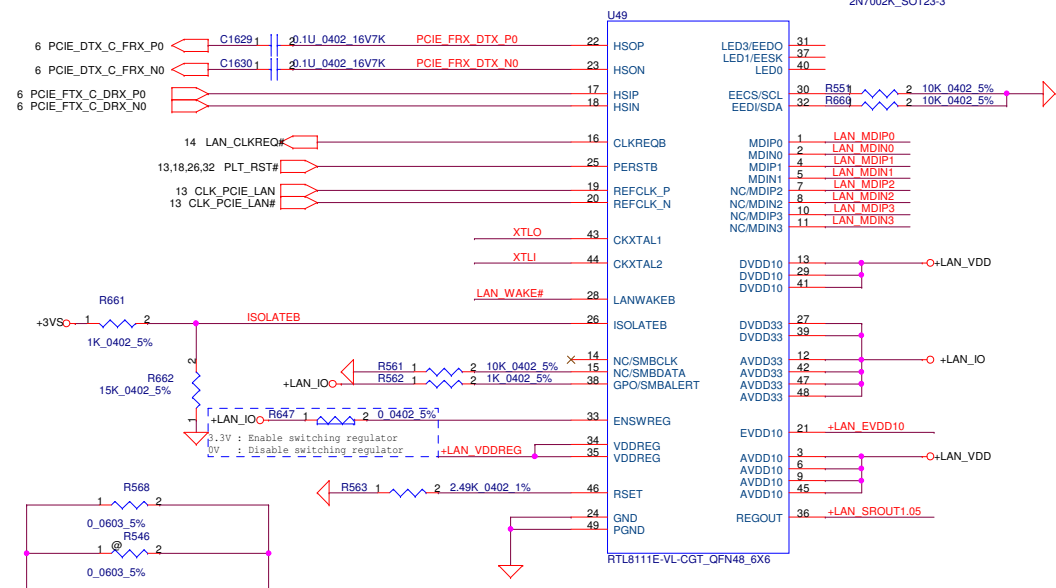 2N7002K_SOT23-3
U49
6 PCIE_DTX_C_FRX_P0 C1629 1 2 0.1U_0402_16V7K PCIE_FRX_DTX_P0 22 HSOP LED3/EEDO 31
LED1/EESK 37
6 PCIE_DTX_C_FRX_N0 C1630 1 2 0.1U_0402_16V7K PCIE_FRX_DTX_N0 23 HSON LED0 40
6 PCIE_FTX_C_DRX_P0 17 HSIP EECS/SCL 30 R551 1 2 10K_0402_5%
6 PCIE_FTX_C_DRX_N0 18 HSIN EEDI/SDA 32 R660 1 2 10K_0402_5%
14 LAN_CLKREQ# 16 CLKREQB MDIP0 1 LAN_MDIP0
MDIN0 2 LAN_MDIN0
13,18,26,32 PLT_RST# 25 PERSTB MDIP1 4 LAN_MDIP1
MDIN1 5 LAN_MDIN1
13 CLK_PCIE_LAN 19 REFCLK_P NC/MDIP2 7 LAN_MDIP2
13 CLK_PCIE_LAN# 20 REFCLK_N NC/MDIN2 8 LAN_MDIN2
NC/MDIP3 10 LAN_MDIP3
NC/MDIN3 11 LAN_MDIN3
XTLO 43 CKXTAL1
XTLI 44 CKXTAL2 DVDD10 13 +LAN_VDD
DVDD10 29
DVDD10 41
LAN_WAKE# 28 LANWAKEB
R661
+3VS 1 2 ISOLATEB 26 ISOLATEB DVDD33 27
1K_0402_5% DVDD33 39
14 NC/SMBCLK AVDD33 12 +LAN_IO
R561 1 2 10K_0402_5% 15 NC/SMBDATA AVDD33 42
+LAN_IO R562 1 2 1K_0402_5% 38 GPO/SMBALERT AVDD33 47
AVDD33 48
2
R662
15K_0402_5%
1
+LAN_IO R647 1 2 0_0402_5% 33 ENSWREG
EVDD10 21 +LAN_EVDD10
3.3V : Enable switching regulator
0V : Disable switching regulator
34 VDDREG
+LAN_VDDREG 35 VDDREG
AVDD10 3 +LAN_VDD
AVDD10 6
AVDD10 9
AVDD10 45
R563 1 2 2.49K_0402_1% 46 RSET
24 GND REGOUT 36 +LAN_SROUT1.05
49 PGND
RTL8111E-VL-CGT_QFN48_6X6
R568
1 2
0_0603_5%
R546
1 @ 2
0_0603_5%